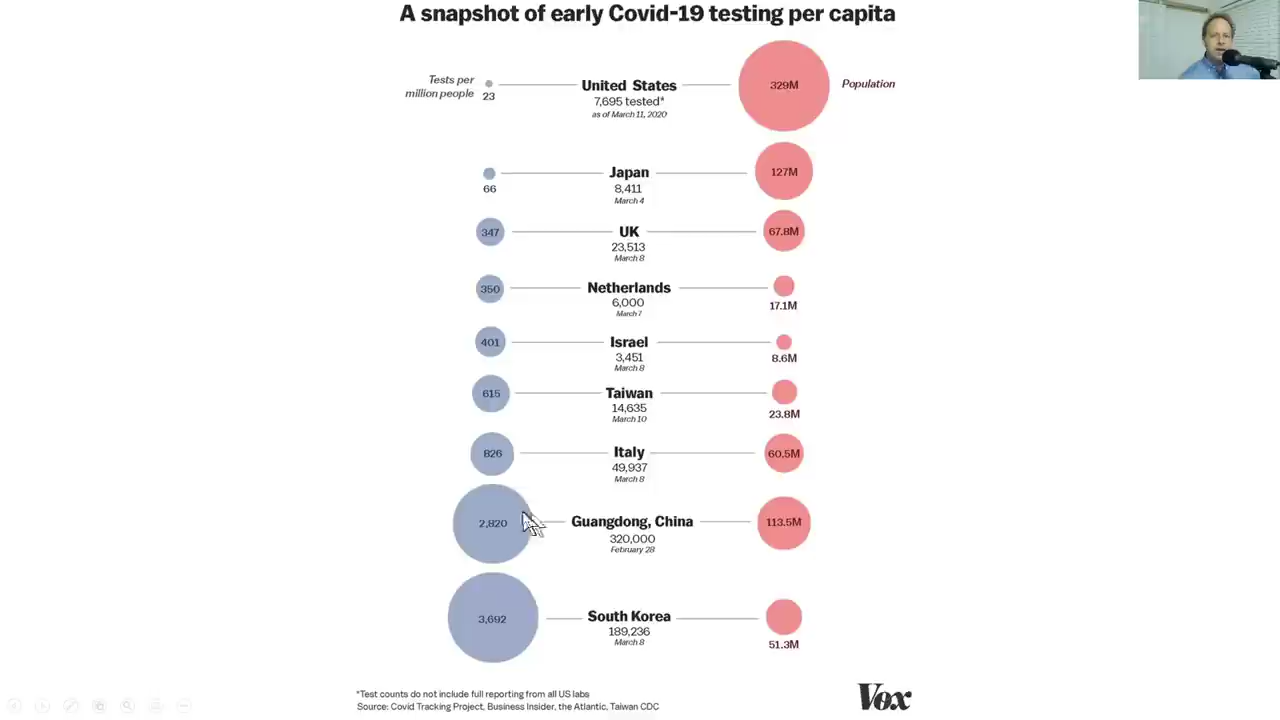 A snapshot of early Covid-19 testing per capita
Tests per
million people
23
United States
7,695 tested*
as of March 11, 2020
329M
Population
66
Japan
8,411
March 4
127M
347
UK
23,513
March 8
67.8M
350
Netherlands
6,000
March 7
17.1M
401
Israel
3,451
March 8
8.6M
615
Taiwan
14,635
March 10
23.8M
826
Italy
49,937
March 8
60.5M
2,820
Guangdong, China
320,000
February 28
113.5M
3,692
South Korea
189,236
March 8
51.3M
*Test counts do not include full reporting from all US labs
Source: Covid Tracking Project, Business Insider, the Atlantic, Taiwan CDC
Vox